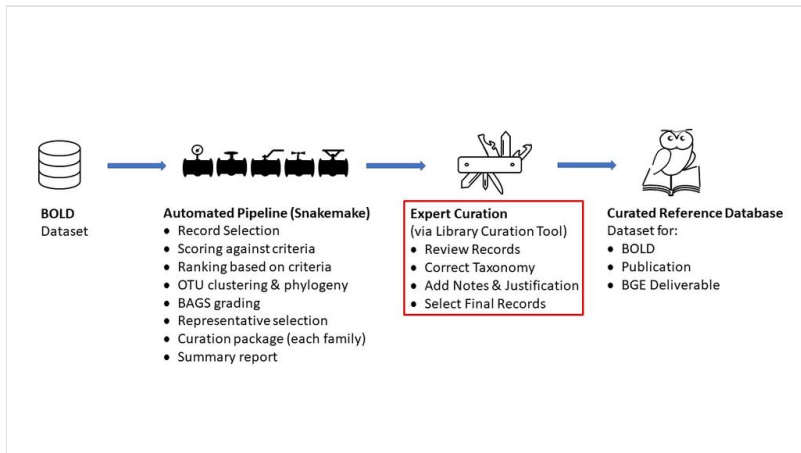 BOLD
Dataset
Automated Pipeline (Snakemake)
• Record Selection
• Scoring against criteria
• Ranking based on criteria
• OTU clustering & phylogeny
• BAGS grading
• Representative selection
• Curation package (each family)
• Summary report
Expert Curation
(via Library Curation Tool)
• Review Records
• Correct Taxonomy
• Add Notes & Justification
• Select Final Records
Curated Reference Database
Dataset for:
• BOLD
• Publication
• BGE Deliverable